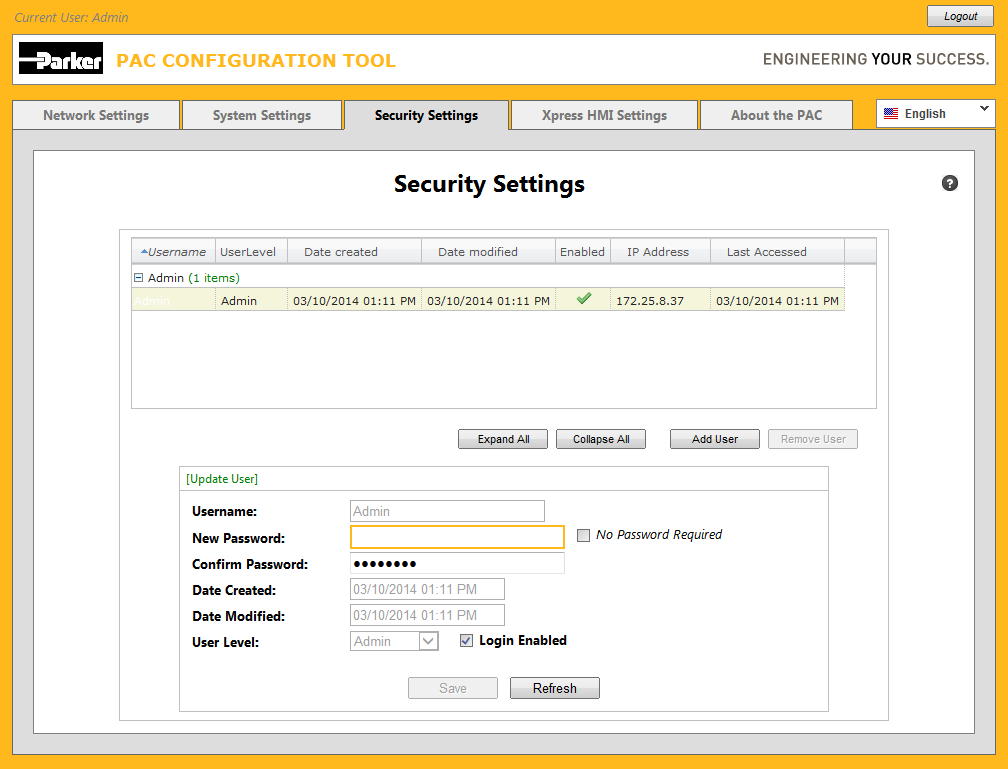 Current User: Admin
Logout
Parker PAC CONFIGURATION TOOL ENGINEERING YOUR SUCCESS.
Network Settings System Settings Security Settings Xpress HMI Settings About the PAC English
Security Settings ?
Username UserLevel Date created Date modified Enabled IP Address Last Accessed
Admin (1 items)
Admin Admin 03/10/2014 01:11 PM 03/10/2014 01:11 PM 172.25.8.37 03/10/2014 01:11 PM
Expand All Collapse All Add User Remove User
[Update User]
Username: Admin
New Password: No Password Required
Confirm Password: ●●●●●●●●
Date Created: 03/10/2014 01:11 PM
Date Modified: 03/10/2014 01:11 PM
User Level: Admin Login Enabled
Save Refresh